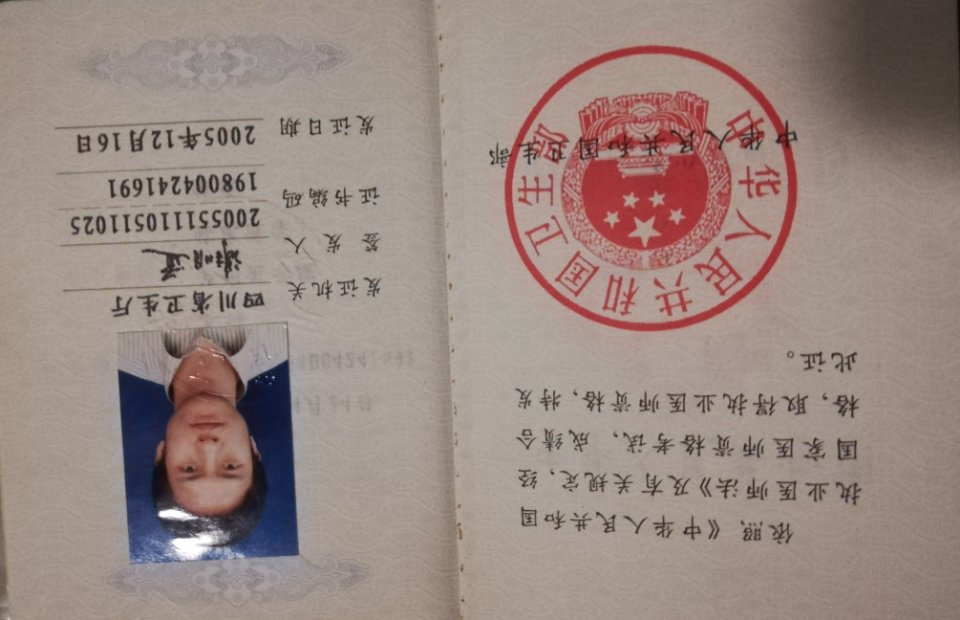 依照《中华人民共和国
执业医师法》及有关规定,经
国家医师资格考试,成绩合
格,取得执业医师资格,特发
此证。
中华人民共和国卫生部
中华人民共和国卫生部
发证机关 四川省卫生厅
签发人
证书编码 200551110511025
198004241691
发证日期 2005年12月16日